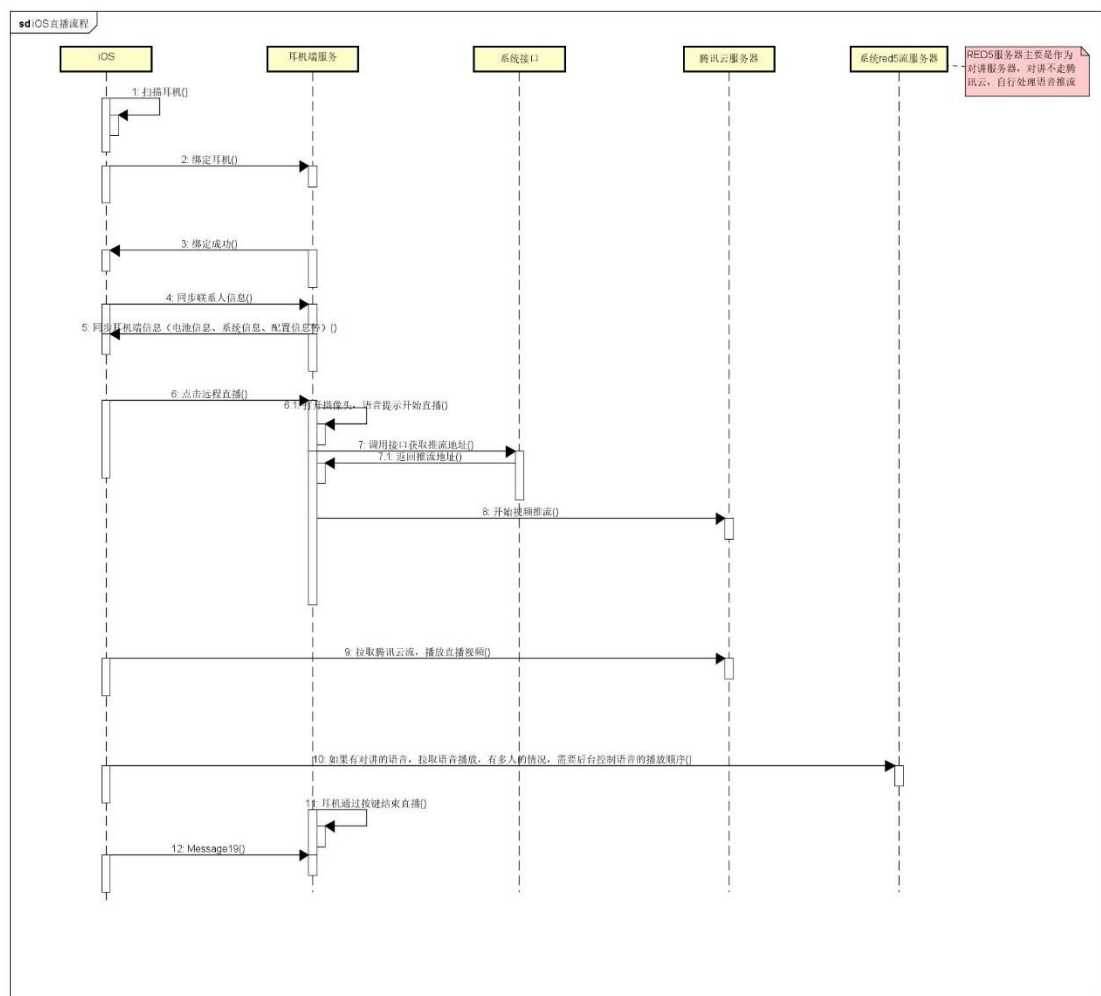 sd iOS直播流程
iOS
耳机端服务
系统接口
腾讯云服务器
系统red5流服务器
RED5服务器主要是作为
对讲服务器，对讲不走腾
讯云，自行处理语音推流
1: 扫描耳机()
2: 绑定耳机()
3: 绑定成功()
4: 同步联系人信息()
5: 同步耳机端信息（电池信息、系统信息、配置信息等）()
6: 点击远程直播()
6.1: 打开摄像头，语音提示开始直播()
7: 调用接口获取推流地址()
7.1: 返回推流地址()
8: 开始视频推流()
9: 拉取腾讯云流，播放直播视频()
10: 如果有对讲的语音，拉取语音播放，有多人的情况，需要后台控制语音的播放顺序()
11: 耳机通过按键结束直播()
12: Message19()